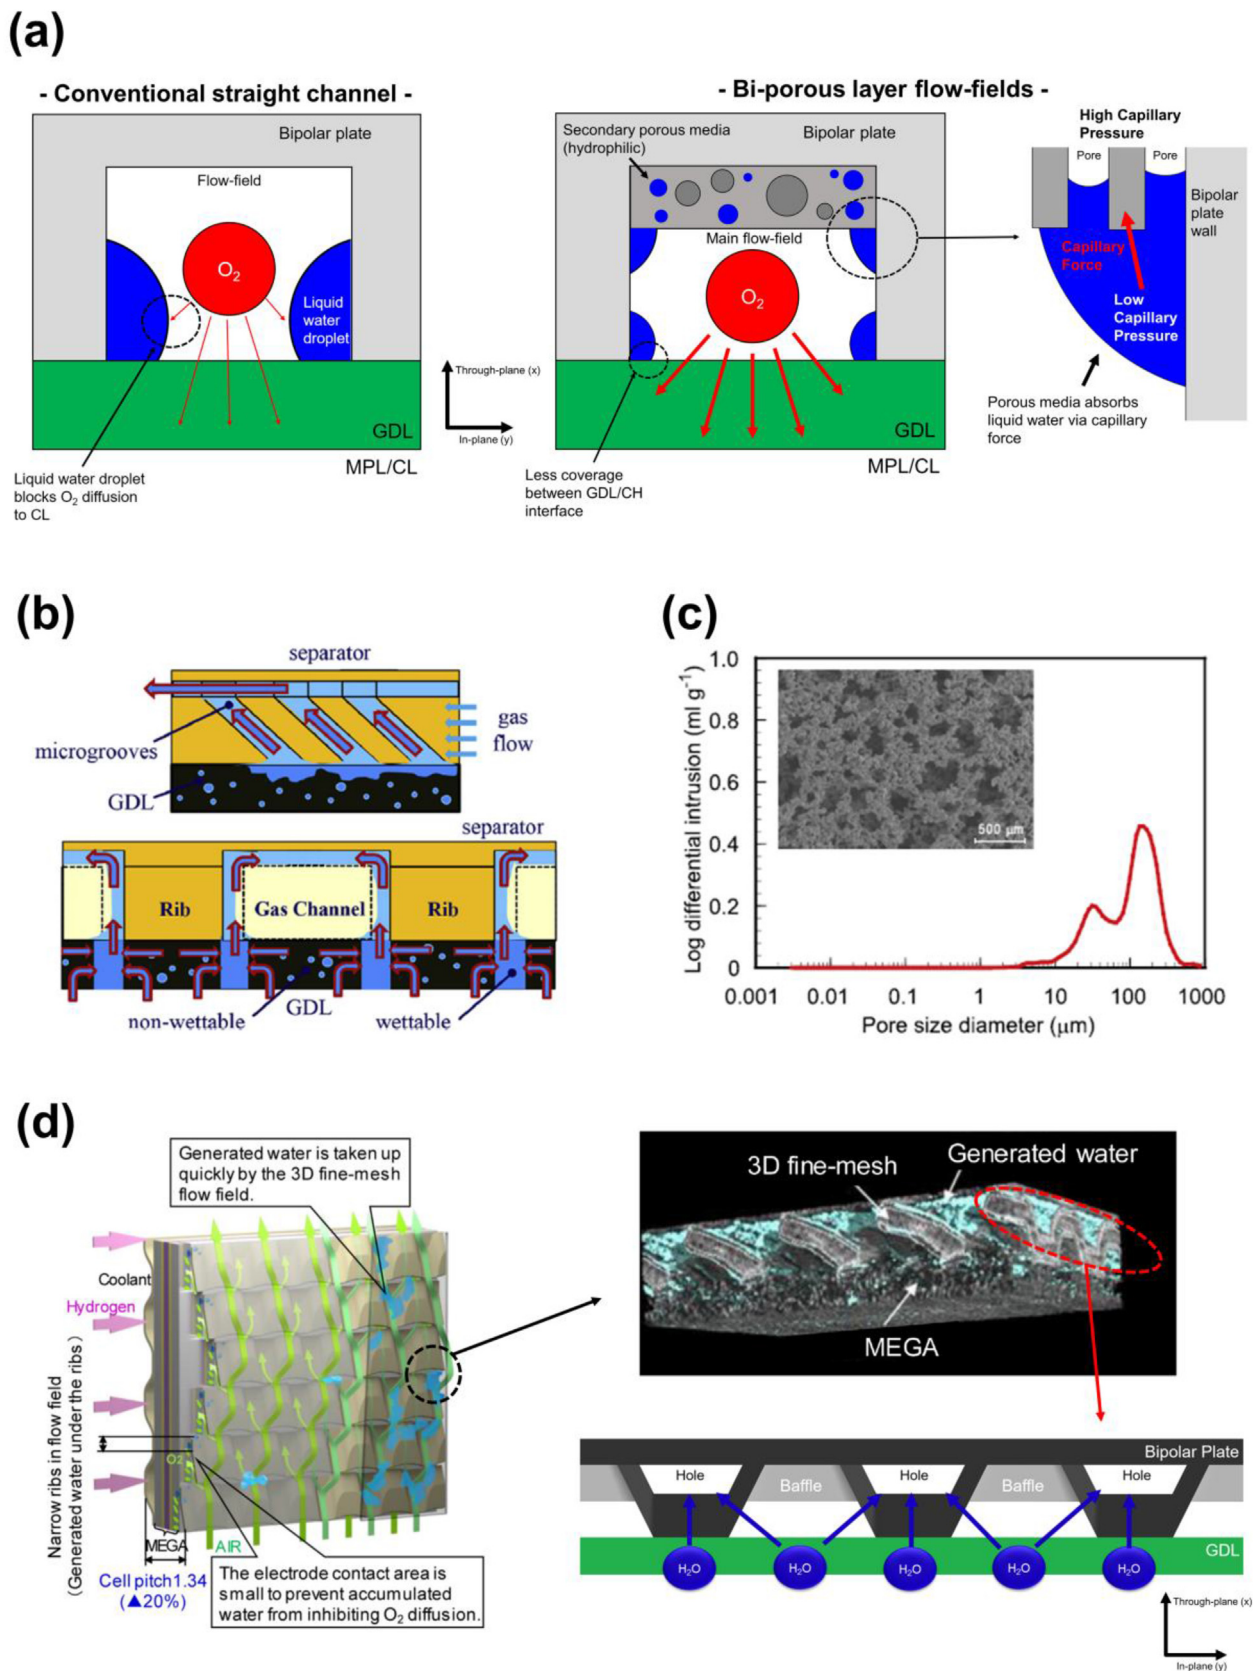 (a)
- Conventional straight channel -
Bipolar plate
Flow-field
O2
Liquid
water
droplet
GDL
MPL/CL
Liquid water droplet
blocks O2 diffusion
to CL
Through-plane (x)
In-plane (y)
- Bi-porous layer flow-fields -
Secondary porous media
(hydrophilic)
Bipolar plate
Main flow-field
O2
GDL
MPL/CL
Less coverage
between GDL/CH
interface
High Capillary
Pressure
Pore
Pore
Bipolar
plate
wall
Capillary
Force
Low
Capillary
Pressure
Porous media absorbs
liquid water via capillary
force
(b)
separator
microgrooves
gas
flow
GDL
separator
Rib
Gas Channel
Rib
non-wettable
GDL
wettable
(c)
Log differential intrusion (ml g-1)
1.0
0.8
0.6
0.4
0.2
0
500 µm
0.001
0.01
0.1
1
10
100
1000
Pore size diameter (µm)
(d)
Generated water is taken up
quickly by the 3D fine-mesh
flow field.
Coolant
Hydrogen
Narrow ribs in flow field
(Generated water under the ribs)
O2
MEGA
AIR
Cell pitch1.34
(▲20%)
The electrode contact area is
small to prevent accumulated
water from inhibiting O2 diffusion.
3D fine-mesh
Generated water
MEGA
Bipolar Plate
Hole
Baffle
Hole
Baffle
Hole
GDL
H2O
H2O
H2O
H2O
H2O
Through-plane (x)
In-plane (y)